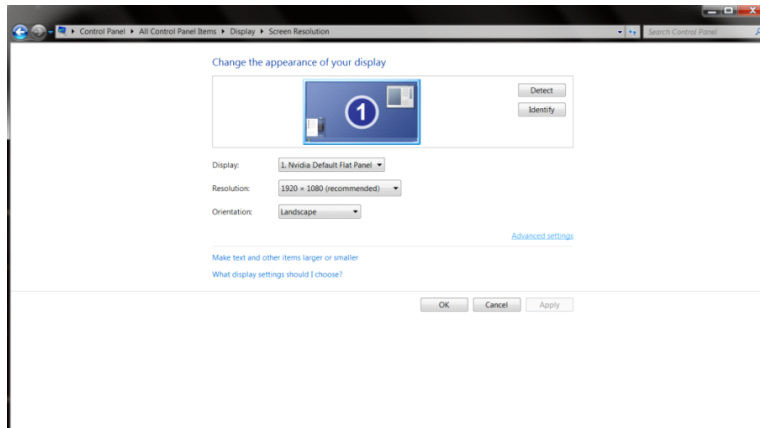 Control Panel ▸ All Control Panel Items ▸ Display ▸ Screen Resolution
Search Control Panel
Change the appearance of your display
1
Detect
Identify
Display: 1. Nvidia Default Flat Panel
Resolution: 1920 × 1080 (recommended)
Orientation: Landscape
Advanced settings
Make text and other items larger or smaller
What display settings should I choose?
OK Cancel Apply